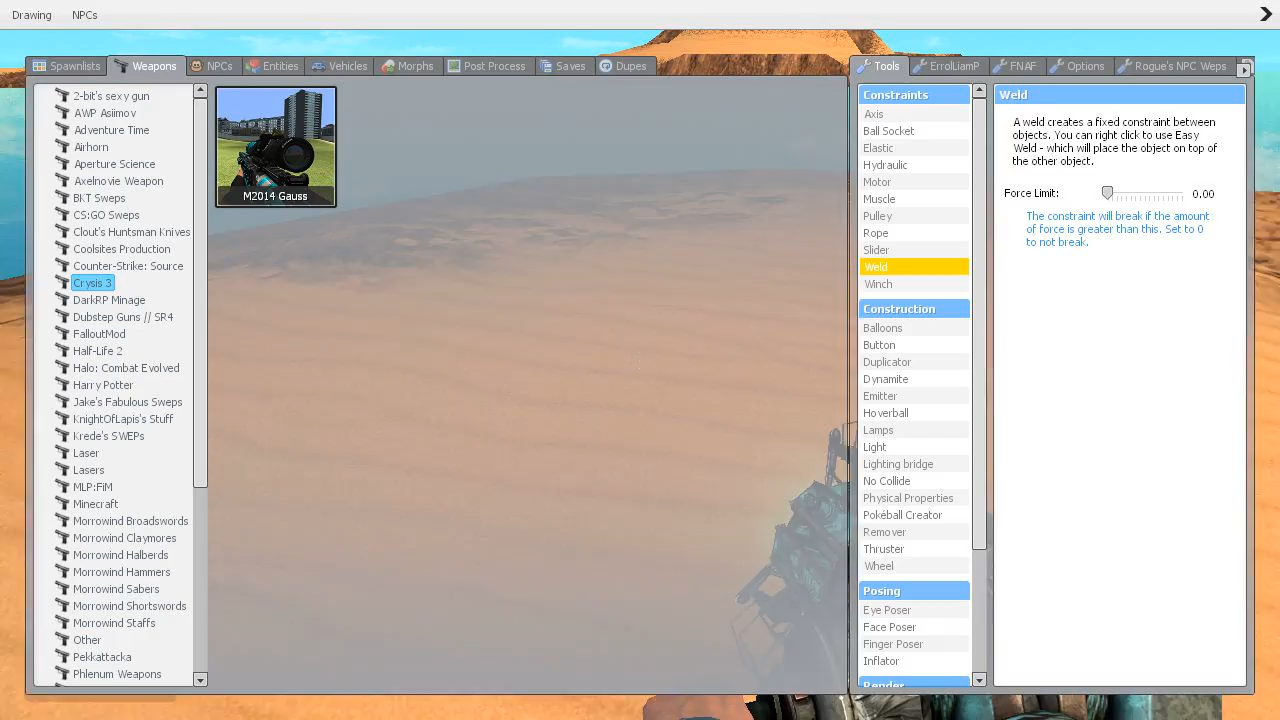 Drawing NPCs
Spawnlists Weapons NPCs Entities Vehicles Morphs Post Process Saves Dupes
2-bit's sexy gun
AWP Asiimov
Adventure Time
Airhorn
Aperture Science
Axelnovie Weapon
BKT Sweps
CS:GO Sweps
Clout's Huntsman Knives
Coolsites Production
Counter-Strike: Source
Crysis 3
DarkRP Minage
Dubstep Guns // SR4
FalloutMod
Half-Life 2
Halo: Combat Evolved
Harry Potter
Jake's Fabulous Sweps
KnightOfLapis's Stuff
Krede's SWEPs
Laser
Lasers
MLP:FiM
Minecraft
Morrowind Broadswords
Morrowind Claymores
Morrowind Halberds
Morrowind Hammers
Morrowind Sabers
Morrowind Shortswords
Morrowind Staffs
Other
Pekkattacka
Phlenum Weapons
M2014 Gauss
Tools ErrolLiamP FNAF Options Rogue's NPC Weps
Constraints
Axis
Ball Socket
Elastic
Hydraulic
Motor
Muscle
Pulley
Rope
Slider
Weld
Winch
Construction
Balloons
Button
Duplicator
Dynamite
Emitter
Hoverball
Lamps
Light
Lighting bridge
No Collide
Physical Properties
Pokéball Creator
Remover
Thruster
Wheel
Posing
Eye Poser
Face Poser
Finger Poser
Inflator
Render
Weld
A weld creates a fixed constraint between
objects. You can right click to use Easy
Weld - which will place the object on top of
the other object.
Force Limit: 0.00
The constraint will break if the amount
of force is greater than this. Set to 0
to not break.